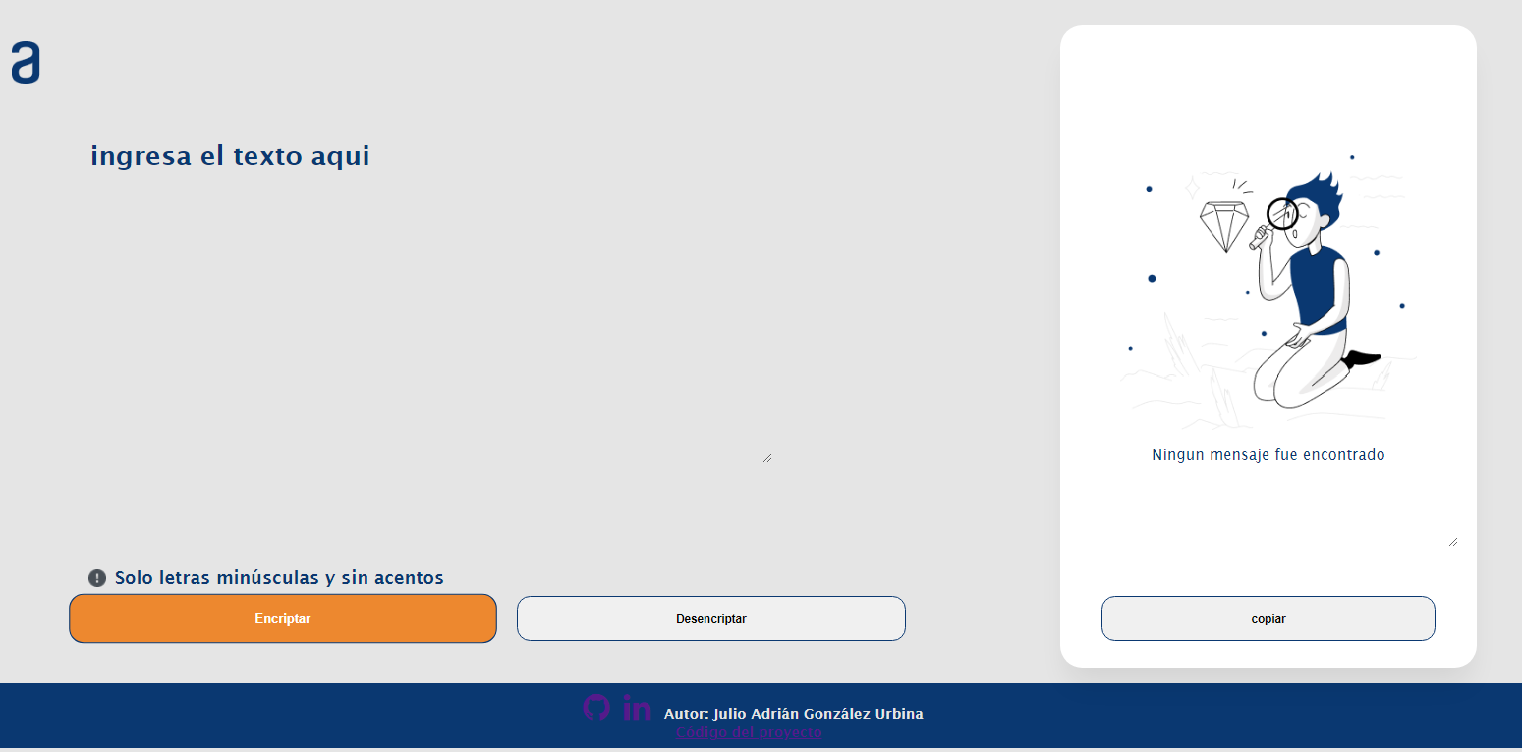 a
ingresa el texto aqui
Ningun mensaje fue encontrado
Solo letras minúsculas y sin acentos
Encriptar
Desencriptar
copiar
in Autor: Julio Adrián González Urbina
Código del proyecto